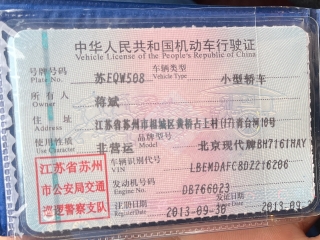 中华人民共和国机动车行驶证
Vehicle License of the People's Republic of China
号牌号码 苏EQW508 车辆类型 小型轿车
Plate No. Vehicle Type
所有人 蒋斌
Owner
住址 江苏省苏州市相城区黄桥占上村(17)青台浜10号
Address
使用性质 非营运 品牌型号 北京现代牌BH7161HAY
Use Character Model
江苏省苏州市公安局交通巡逻警察支队
车辆识别代号 LBEMDAFC8DZ216206
VIN
发动机号码 DB766023
Engine No.
注册日期 2013-09-30 2013-09-3
Register Date